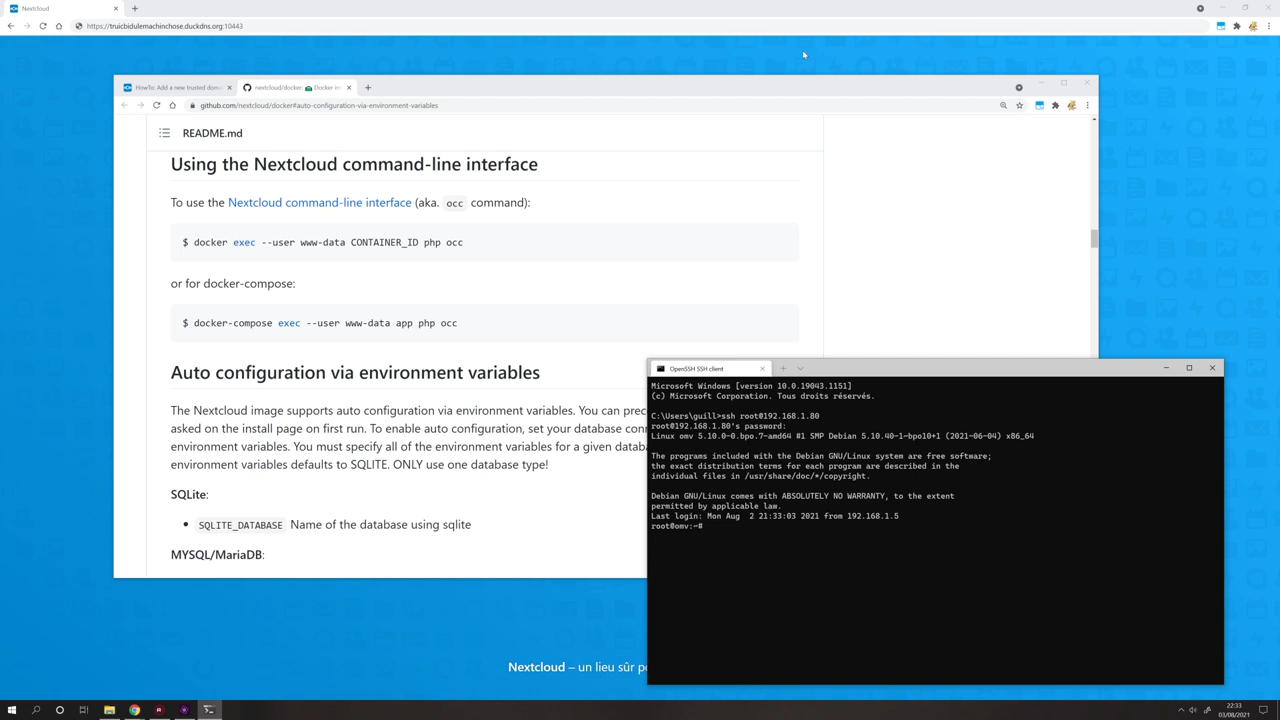 Nextcloud
https://truicbidulemachinchose.duckdns.org:10443
HowTo: Add a new trusted dom
nextcloud/docker: Docker im
github.com/nextcloud/docker#auto-configuration-via-environment-variables
README.md
Using the Nextcloud command-line interface
To use the Nextcloud command-line interface (aka. occ command):
$ docker exec --user www-data CONTAINER_ID php occ
or for docker-compose:
$ docker-compose exec --user www-data app php occ
Auto configuration via environment variables
The Nextcloud image supports auto configuration via environment variables. You can prec
asked on the install page on first run. To enable auto configuration, set your database conn
environment variables. You must specify all of the environment variables for a given databa
environment variables defaults to SQLITE. ONLY use one database type!
SQLite:
SQLITE_DATABASE Name of the database using sqlite
MYSQL/MariaDB:
Nextcloud – un lieu sûr po
OpenSSH SSH client
Microsoft Windows [version 10.0.19043.1151]
(c) Microsoft Corporation. Tous droits réservés.
C:\Users\guill>ssh root@192.168.1.80
root@192.168.1.80's password:
Linux omv 5.10.0-0.bpo.7-amd64 #1 SMP Debian 5.10.40-1~bpo10+1 (2021-06-04) x86_64
The programs included with the Debian GNU/Linux system are free software;
the exact distribution terms for each program are described in the
individual files in /usr/share/doc/*/copyright.
Debian GNU/Linux comes with ABSOLUTELY NO WARRANTY, to the extent
permitted by applicable law.
Last login: Mon Aug  2 21:33:03 2021 from 192.168.1.5
root@omv:~#
22:33
03/08/2021